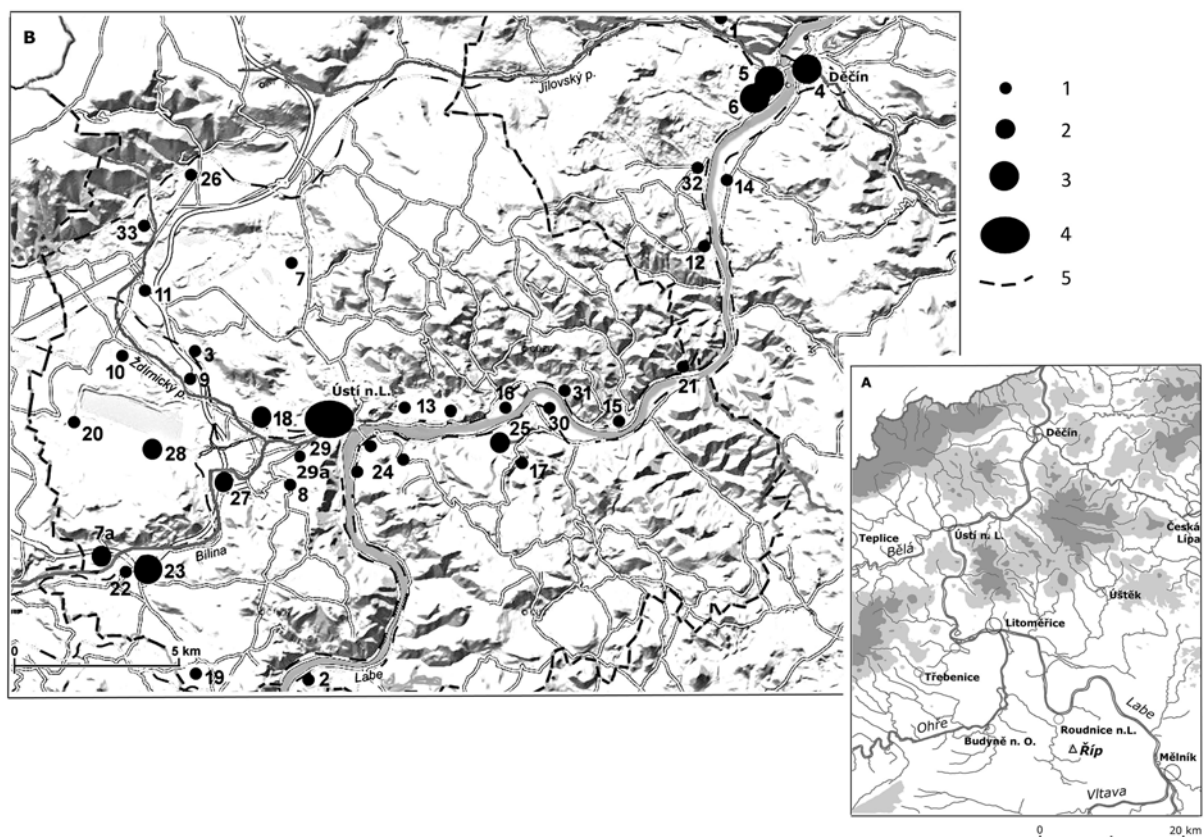 B
Jílovský p.
5
6
4
Děčín
26
32
14
33
7
12
11
3
10
Ždírnický p.
9
21
31
Ústí n.L.
16
13
15
18
20
30
25
29
28
24
17
29a
27
8
7a
Bílina
22
23
0
5 km
19
2
Labe
1
2
3
4
5
A
Děčín
Teplice
Ústí n. L.
Bělá
Česká
Lípa
Úštěk
Litoměřice
Třebenice
Ohře
Labe
Roudnice n.L.
Budyně n. O.
Říp
Mělník
Vltava
0
20 km